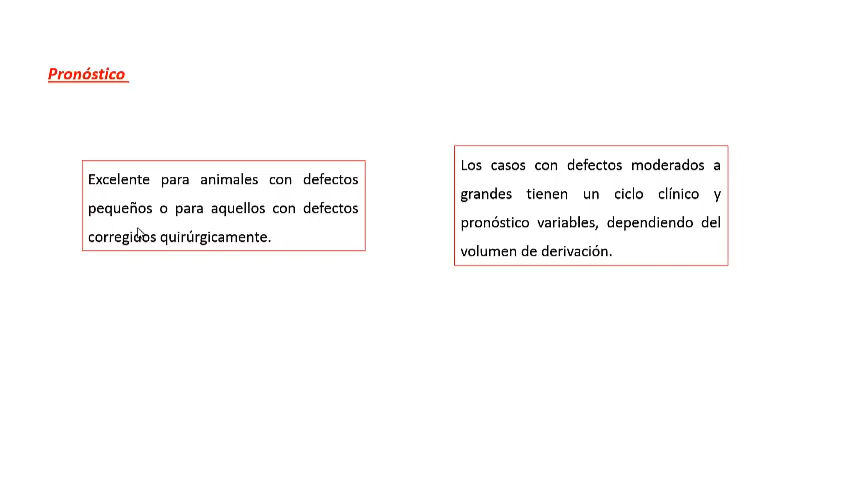 Pronóstico
Excelente para animales con defectos
pequeños o para aquellos con defectos
corregidos quirúrgicamente.
Los casos con defectos moderados a
grandes tienen un ciclo clínico y
pronóstico variables, dependiendo del
volumen de derivación.